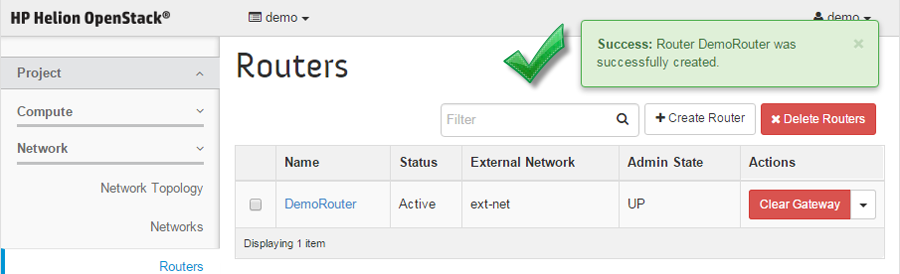 HP Helion OpenStack®
demo
demo
Success: Router DemoRouter was
successfully created.
×
Project
Compute
Network
Network Topology
Networks
Routers
Routers
Filter
+ Create Router
× Delete Routers
Name Status External Network Admin State Actions
DemoRouter Active ext-net UP Clear Gateway
Displaying 1 item